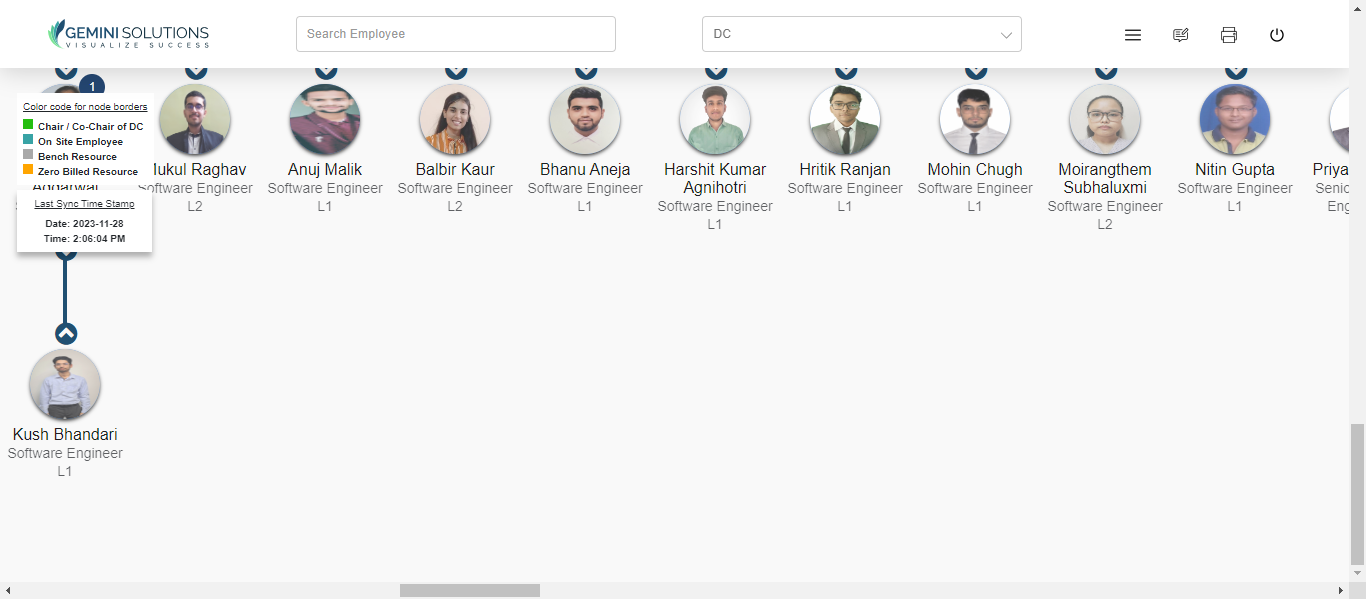 GEMINI SOLUTIONS
VISUALIZE SUCCESS
Search Employee
DC
1
Color code for node borders
Chair / Co-Chair of DC
On Site Employee
Bench Resource
Zero Billed Resource
Aggarwal
Last Sync Time Stamp
Date: 2023-11-28
Time: 2:06:04 PM
Mukul Raghav
Software Engineer
L2
Anuj Malik
Software Engineer
L1
Balbir Kaur
Software Engineer
L2
Bhanu Aneja
Software Engineer
L1
Harshit Kumar
Agnihotri
Software Engineer
L1
Hritik Ranjan
Software Engineer
L1
Mohin Chugh
Software Engineer
L1
Moirangthem
Subhaluxmi
Software Engineer
L2
Nitin Gupta
Software Engineer
L1
Priya
Senio
Eng
Kush Bhandari
Software Engineer
L1